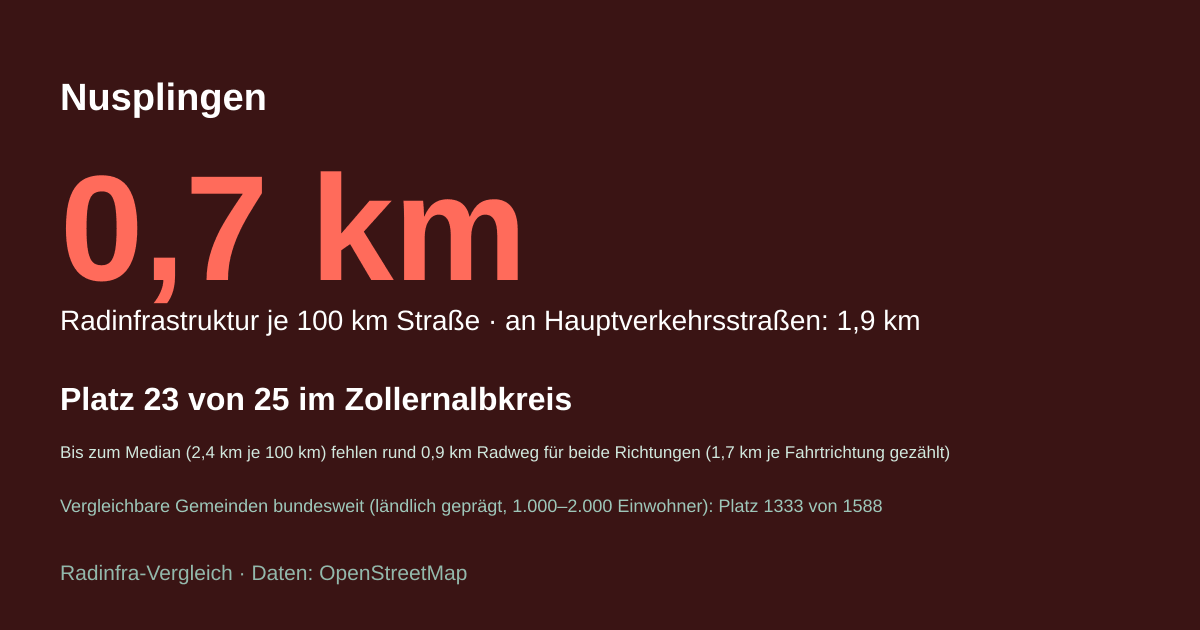 Nusplingen
0,7 km
Radinfrastruktur je 100 km Straße · an Hauptverkehrsstraßen: 1,9 km
Platz 23 von 25 im Zollernalbkreis
Bis zum Median (2,4 km je 100 km) fehlen rund 0,9 km Radweg für beide Richtungen (1,7 km je Fahrtrichtung gezählt)
Vergleichbare Gemeinden bundesweit (ländlich geprägt, 1.000–2.000 Einwohner): Platz 1333 von 1588
Radinfra-Vergleich · Daten: OpenStreetMap